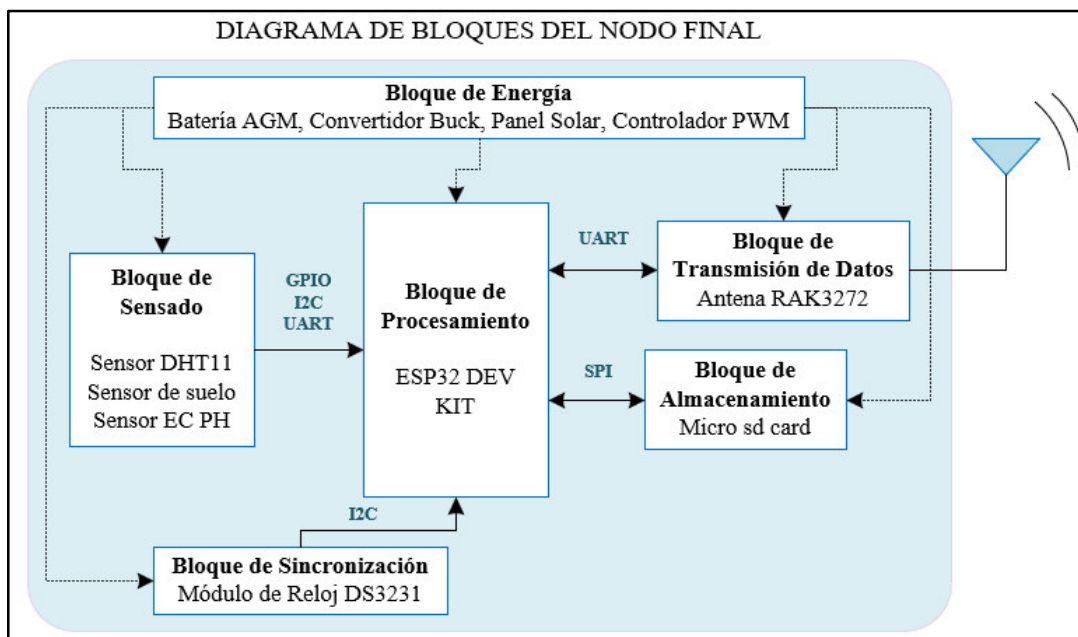 DIAGRAMA DE BLOQUES DEL NODO FINAL
Bloque de Energía
Batería AGM, Convertidor Buck, Panel Solar, Controlador PWM
Bloque de
Sensado
Sensor DHT11
Sensor de suelo
Sensor EC PH
GPIO
I2C
UART
Bloque de
Procesamiento
ESP32 DEV
KIT
UART
Bloque de
Transmisión de Datos
Antena RAK3272
SPI
Bloque de
Almacenamiento
Micro sd card
I2C
Bloque de Sincronización
Módulo de Reloj DS3231